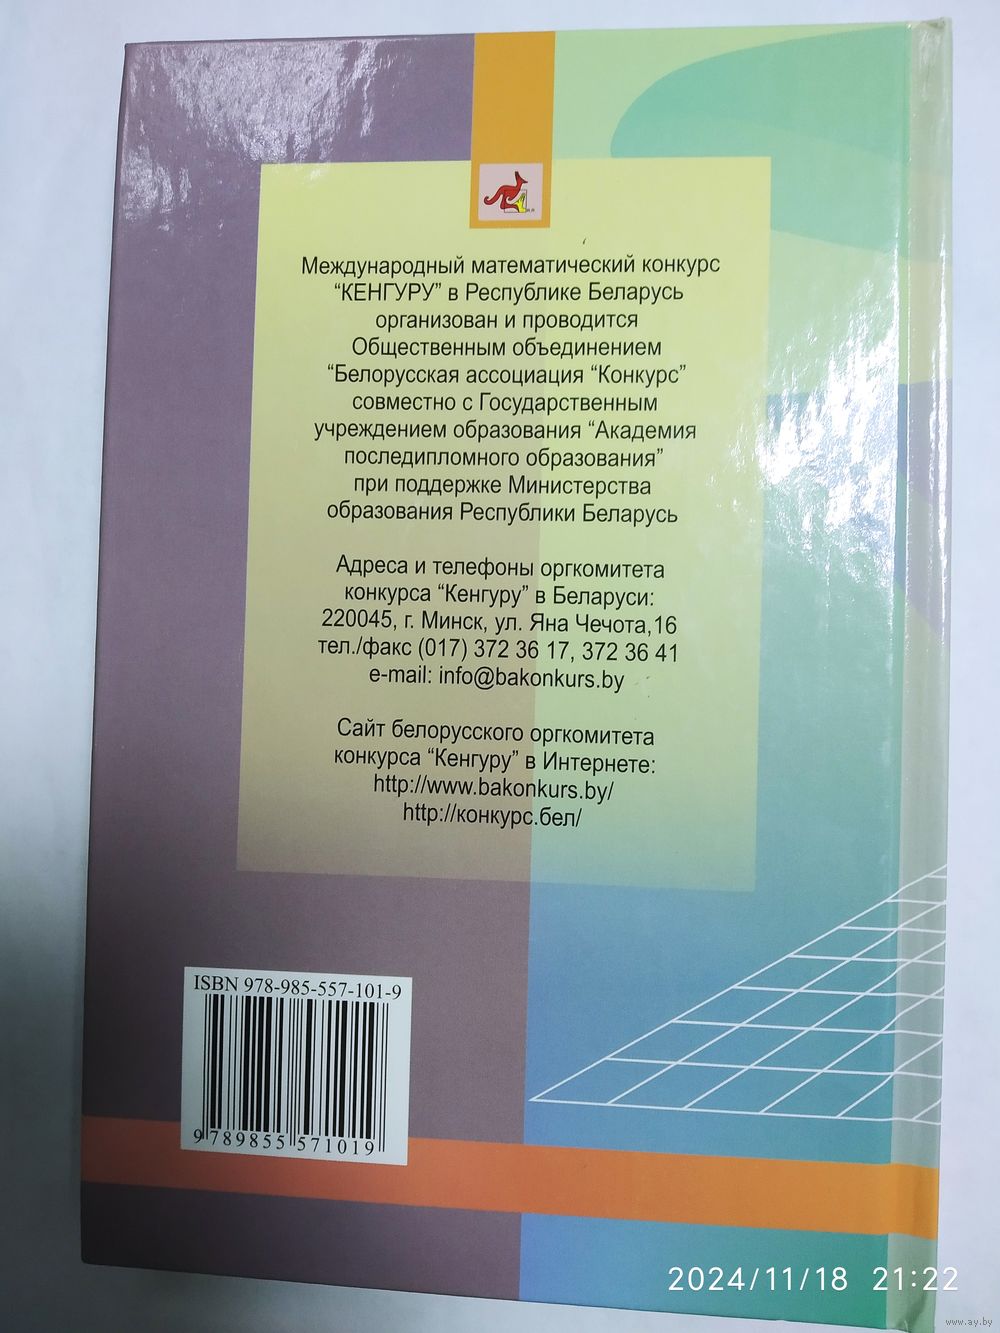 Международный математический конкурс
“КЕНГУРУ” в Республике Беларусь
организован и проводится
Общественным объединением
“Белорусская ассоциация “Конкурс”
совместно с Государственным
учреждением образования “Академия
последипломного образования”
при поддержке Министерства
образования Республики Беларусь
Адреса и телефоны оргкомитета
конкурса “Кенгуру” в Беларуси:
220045, г. Минск, ул. Яна Чечота,16
тел./факс (017) 372 36 17, 372 36 41
e-mail: info@bakonkurs.by
Сайт белорусского оргкомитета
конкурса “Кенгуру” в Интернете:
http://www.bakonkurs.by/
http://конкурс.бел/
ISBN 978-985-557-101-9
9 789855 571019
2024/11/18 21:22
www.ay.by